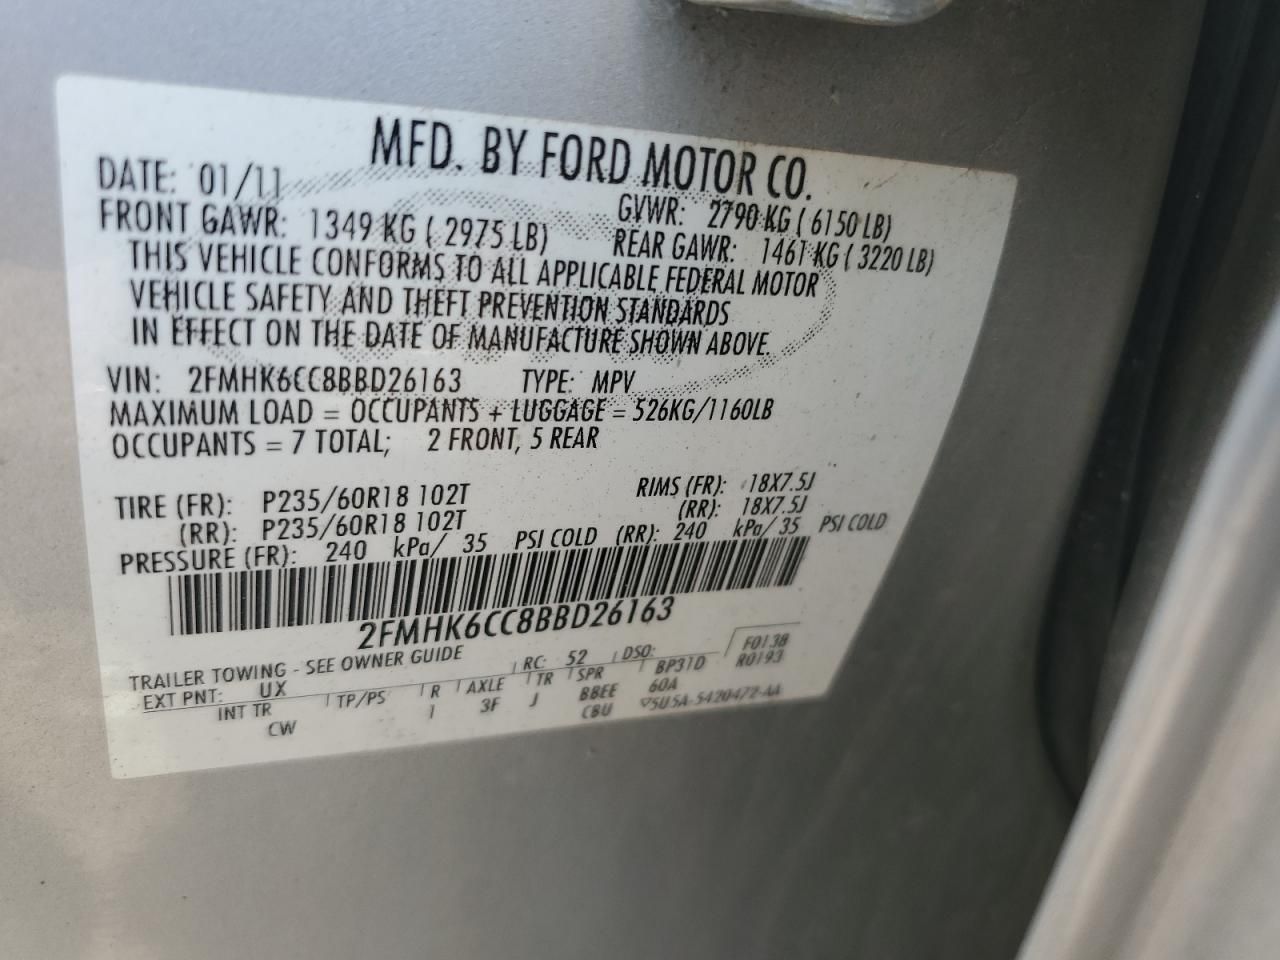 MFD. BY FORD MOTOR CO.
DATE: 01/11 GVWR: 2790 KG ( 6150 LB)
FRONT GAWR: 1349 KG ( 2975 LB) REAR GAWR: 1461 KG ( 3220 LB)
THIS VEHICLE CONFORMS TO ALL APPLICABLE FEDERAL MOTOR
VEHICLE SAFETY AND THEFT PREVENTION STANDARDS
IN EFFECT ON THE DATE OF MANUFACTURE SHOWN ABOVE.
VIN: 2FMHK6CC8BBD26163 TYPE: MPV
MAXIMUM LOAD = OCCUPANTS + LUGGAGE = 526KG/1160LB
OCCUPANTS = 7 TOTAL; 2 FRONT, 5 REAR
TIRE (FR): P235/60R18 102T RIMS (FR): 18X7.5J
(RR): P235/60R18 102T (RR): 18X7.5J
PRESSURE (FR): 240 kPa/ 35 PSI COLD (RR): 240 kPa/ 35 PSI COLD
2FMHK6CC8BBD26163
TRAILER TOWING - SEE OWNER GUIDE RC: 52 DSO: F0138
EXT PNT: UX R0193
INT TR TP/PS R AXLE TR SPR BP31D
CW 1 3F J BBEE 60A
CBU 5U5A-5420472-AA